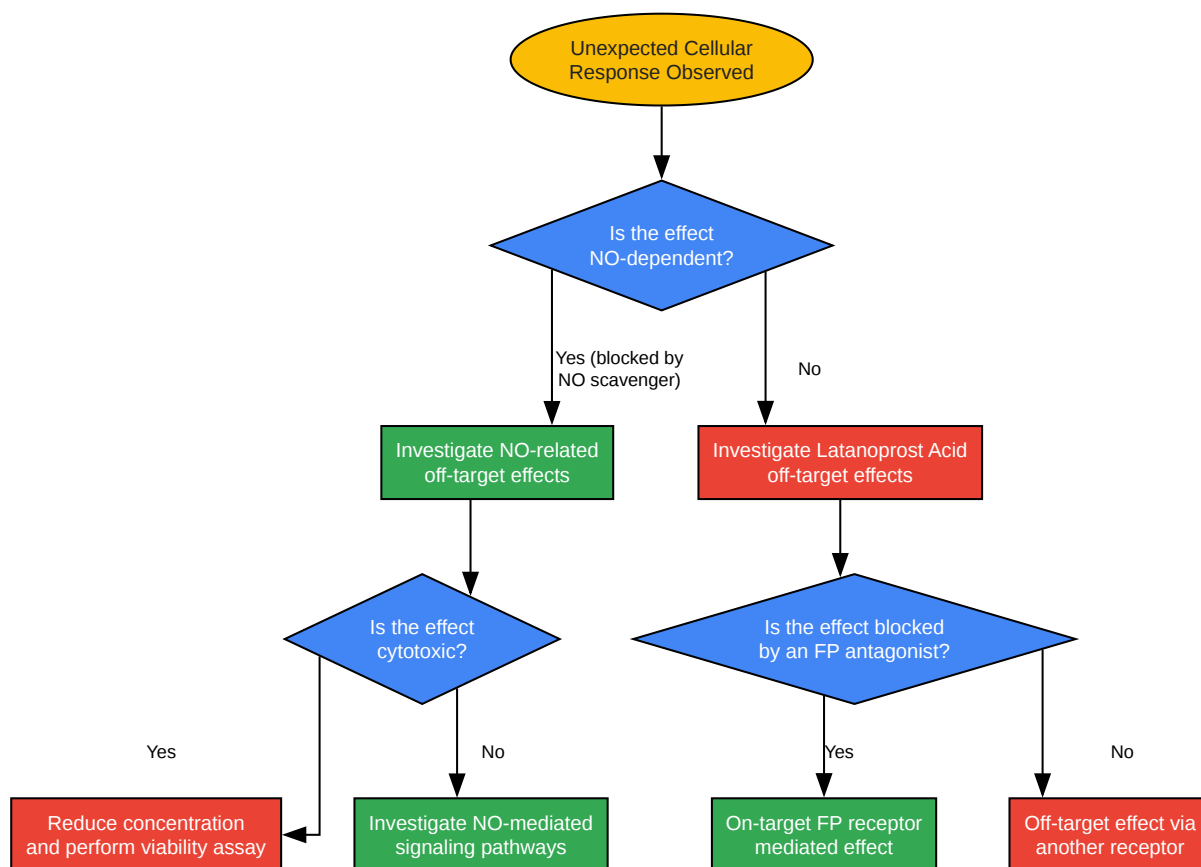 Unexpected Cellular
Response Observed
Is the effect
NO-dependent?
Yes (blocked by
NO scavenger)
No
Investigate NO-related
off-target effects
Investigate Latanoprost Acid
off-target effects
Is the effect
cytotoxic?
Is the effect blocked
by an FP antagonist?
Yes
No
Yes
No
Reduce concentration
and perform viability assay
Investigate NO-mediated
signaling pathways
On-target FP receptor
mediated effect
Off-target effect via
another receptor